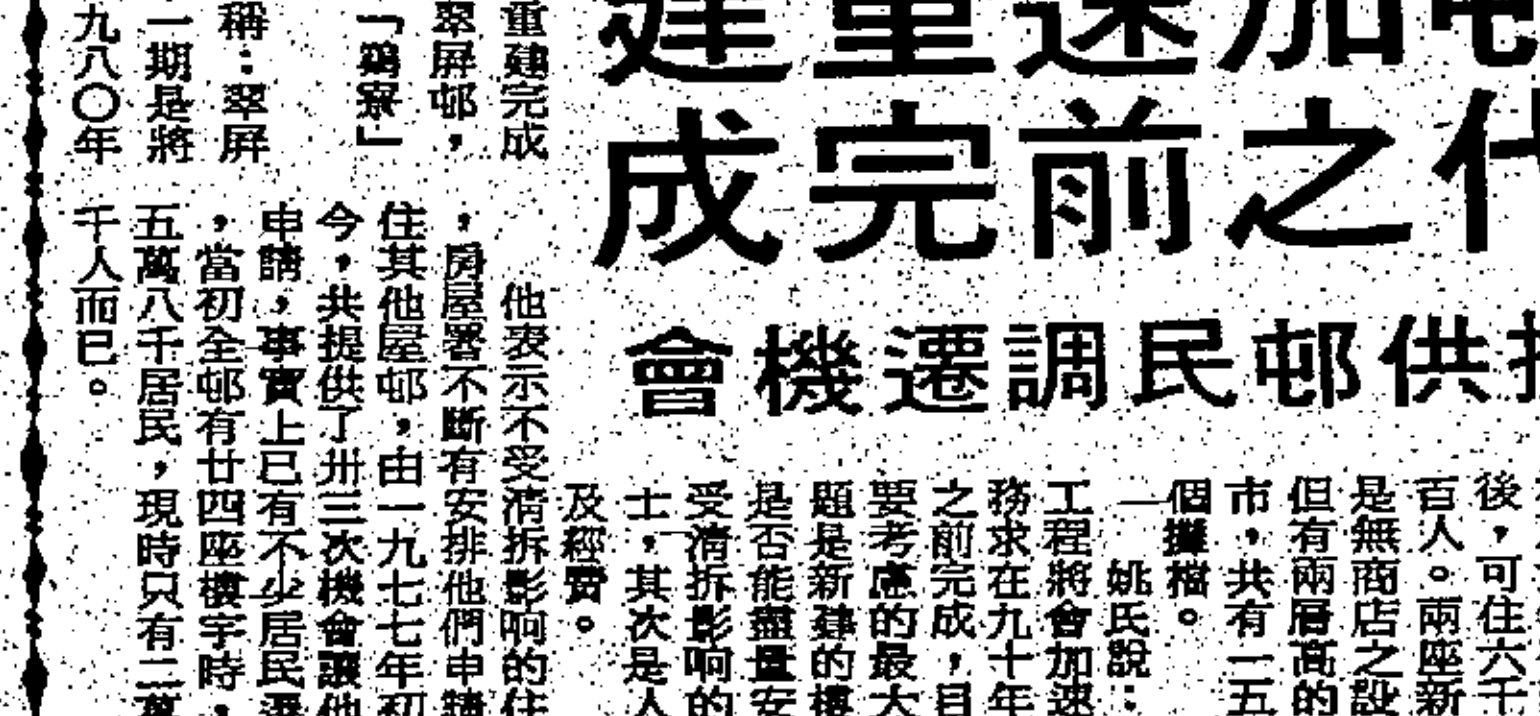 加速重建
之前完成
供邨民調遷機會
後，可住六千
百人。兩座新
是無商店之設
但有兩層高的
市，共有一五
個攤檔。
姚氏說：
工程將會加速
務求在九十年
之前完成，目
要考慮的最大
題是新建的樓
是否能盡量安
受清拆影响的
士，其次是人
及經費。
重建完成
翠屏邨，
「鷄寮」
稱：翠屏
一期是將
九八〇年
他表示不受清拆影响的住
，房屋署不斷有安排他們申請
住其他屋邨，由一九七七年初
今，共提供了卅三次機會讓他
申請，事實上已有不少居民遷
，當初全邨有廿四座樓宇時，
五萬八千居民，現時只有二萬
千人而已。